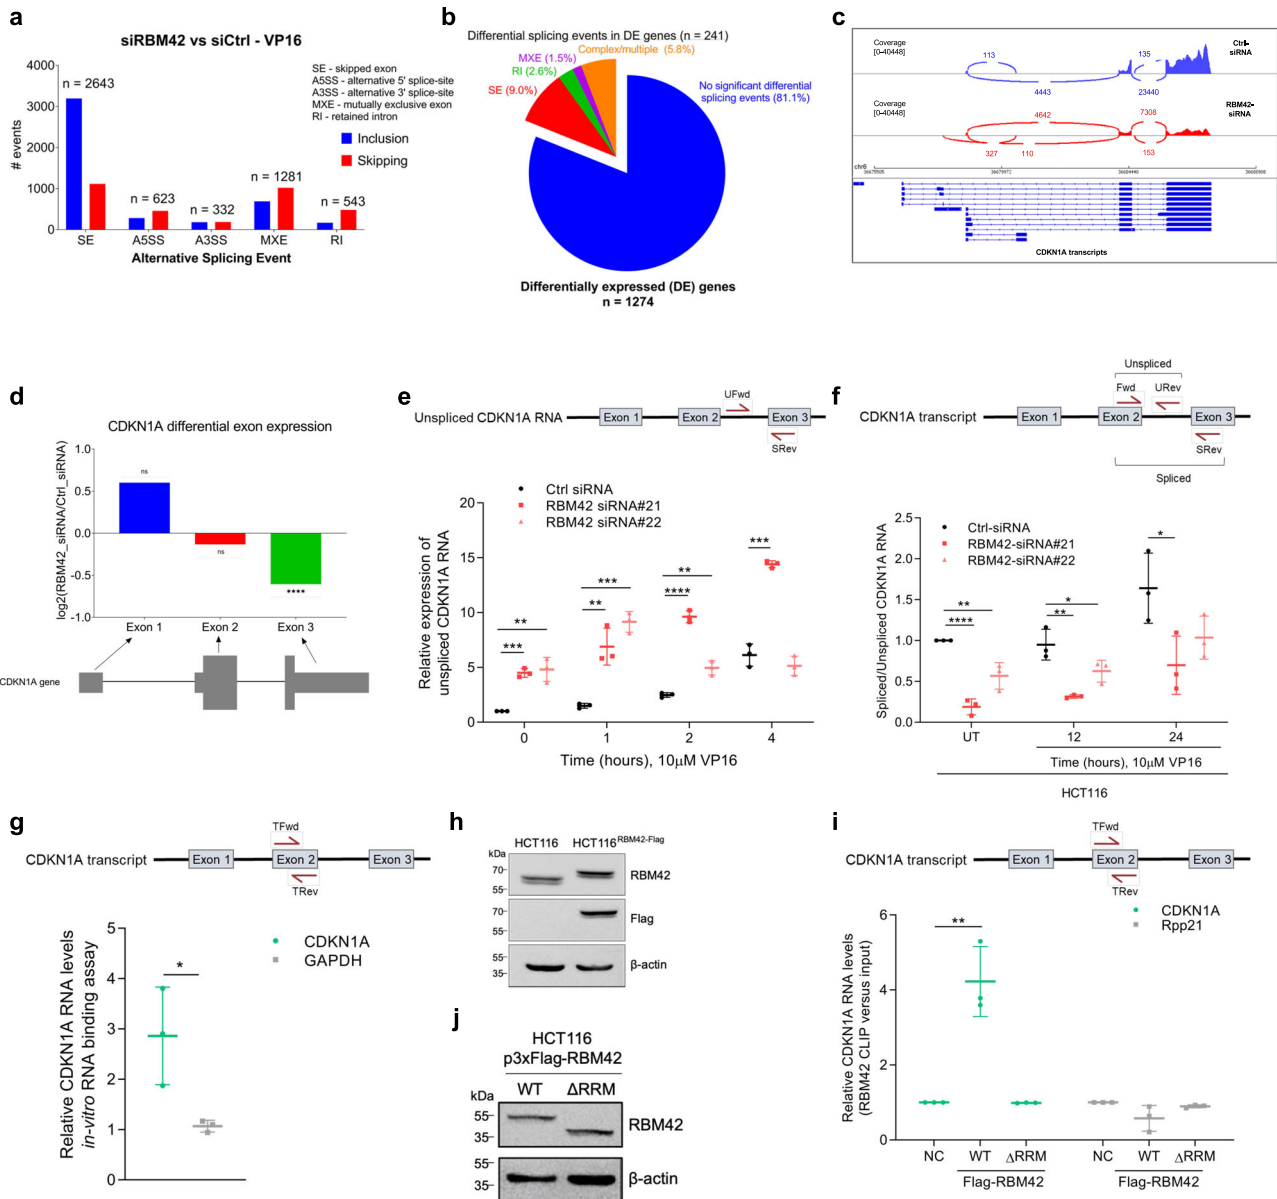 a
siRBM42 vs siCtrl - VP16
4000
3000
2000
1000
0
# events
n = 2643
n = 623
n = 332
n = 1281
n = 543
SE - skipped exon
A5SS - alternative 5' splice-site
A3SS - alternative 3' splice-site
MXE - mutually exclusive exon
RI - retained intron
Inclusion
Skipping
SE
A5SS
A3SS
MXE
RI
Alternative Splicing Event
b
Differential splicing events in DE genes (n = 241)
Complex/multiple (5.8%)
MXE (1.5%)
RI (2.6%)
SE (9.0%)
No significant differential
splicing events (81.1%)
Differentially expressed (DE) genes
n = 1274
c
Coverage
[0-40448]
113
135
Ctrl-
siRNA
4443
23440
Coverage
[0-40448]
4642
7308
RBM42-
siRNA
327
110
153
chr6
36679972
36684440
CDKN1A transcripts
d
CDKN1A differential exon expression
log2(RBM42_siRNA/Ctrl_siRNA)
1.0
0.5
0.0
-0.5
-1.0
ns
ns
****
Exon 1
Exon 2
Exon 3
CDKN1A gene
e
Unspliced CDKN1A RNA
UFwd
Exon 1
Exon 2
Exon 3
SRev
Ctrl siRNA
RBM42 siRNA#21
RBM42 siRNA#22
Relative expression of
unspliced CDKN1A RNA
20
15
10
5
0
**
***
***
**
**
****
***
0
1
2
4
Time (hours), 10μM VP16
f
Unspliced
Fwd
URev
CDKN1A transcript
Exon 1
Exon 2
Exon 3
SRev
Spliced
Spliced/Unspliced CDKN1A RNA
2.5
2.0
1.5
1.0
0.5
0.0
Ctrl-siRNA
RBM42-siRNA#21
RBM42-siRNA#22
**
****
*
**
*
UT
12
24
Time (hours), 10μM VP16
HCT116
g
TFwd
CDKN1A transcript
Exon 1
Exon 2
Exon 3
TRev
Relative CDKN1A RNA levels
in-vitro RNA binding assay
5
4
3
2
1
0
*
CDKN1A
GAPDH
h
HCT116
HCT116RBM42-Flag
kDa
70
55
RBM42
70
55
Flag
55
35
β-actin
i
TFwd
CDKN1A transcript
Exon 1
Exon 2
Exon 3
TRev
CDKN1A
Rpp21
Relative CDKN1A RNA levels
(RBM42 CLIP versus input)
6
4
2
0
**
NC
WT
ΔRRM
NC
WT
ΔRRM
Flag-RBM42
Flag-RBM42
j
HCT116
p3xFlag-RBM42
kDa
WT
ΔRRM
55
35
RBM42
55
35
β-actin